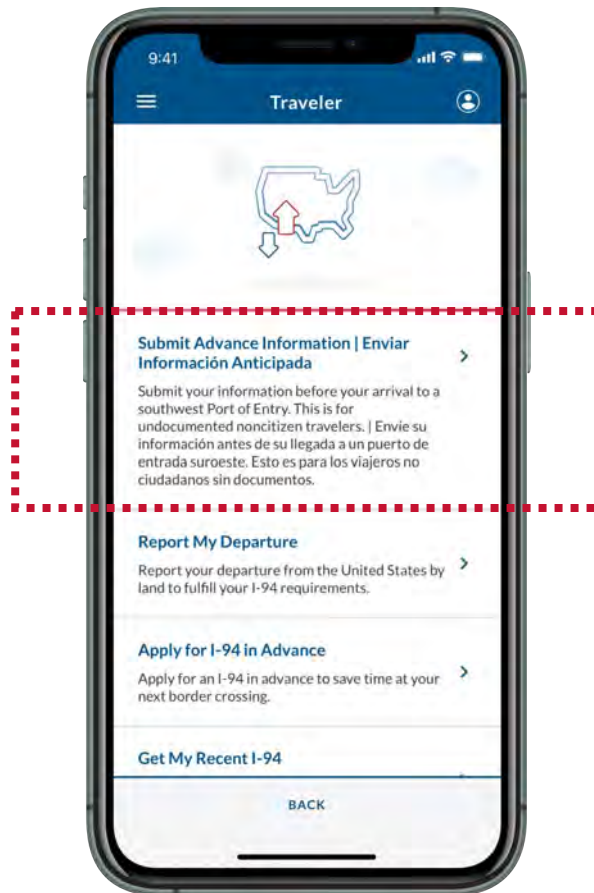 9:41
Traveler
Submit Advance Information | Enviar
Información Anticipada
Submit your information before your arrival to a
southwest Port of Entry. This is for
undocumented noncitizen travelers. | Envíe su
información antes de su llegada a un puerto de
entrada suroeste. Esto es para los viajeros no
ciudadanos sin documentos.
Report My Departure
Report your departure from the United States by
land to fulfill your I-94 requirements.
Apply for I-94 in Advance
Apply for an I-94 in advance to save time at your
next border crossing.
Get My Recent I-94
BACK